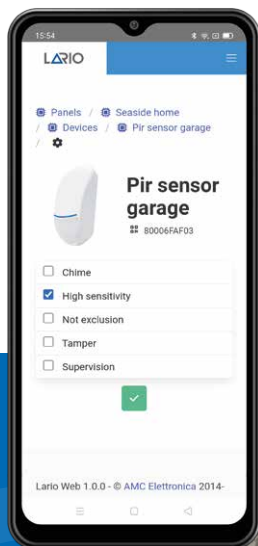 15:54
LARIO
Panels / Seaside home
/ Devices / Pir sensor garage
/
Pir sensor
garage
80006FAF03
Chime
High sensitivity
Not exclusion
Tamper
Supervision
Lario Web 1.0.0 - © AMC Elettronica 2014-